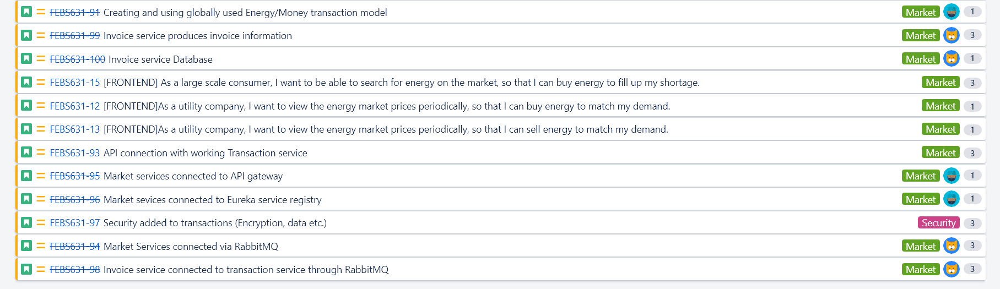 FEBS631-91 Creating and using globally used Energy/Money transaction model Market 1
FEBS631-99 Invoice service produces invoice information Market 3
FEBS631-100 Invoice service Database Market 1
FEBS631-15 [FRONTEND] As a large scale consumer, I want to be able to search for energy on the market, so that I can buy energy to fill up my shortage. Market 3
FEBS631-12 [FRONTEND]As a utility company, I want to view the energy market prices periodically, so that I can buy energy to match my demand. Market 1
FEBS631-13 [FRONTEND]As a utility company, I want to view the energy market prices periodically, so that I can sell energy to match my demand. Market 1
FEBS631-93 API connection with working Transaction service Market 3
FEBS631-95 Market services connected to API gateway Market 1
FEBS631-96 Market sevices connected to Eureka service registry Market 1
FEBS631-97 Security added to transactions (Encryption, data etc.) Security 3
FEBS631-94 Market Services connected via RabbitMQ Market 3
FEBS631-98 Invoice service connected to transaction service through RabbitMQ Market 3